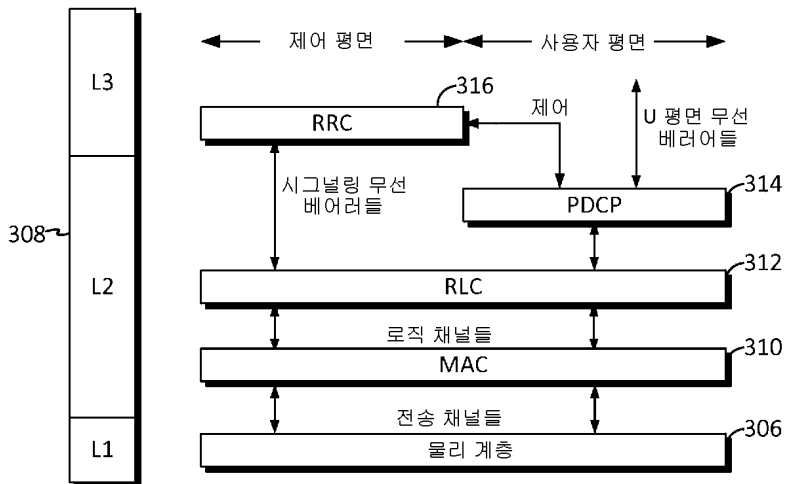 제어 평면
사용자 평면
L3
316
RRC
제어
U 평면 무선
베러어들
시그널링 무선
베어러들
314
PDCP
308
L2
312
RLC
로직 채널들
310
MAC
전송 채널들
306
L1
물리 계층